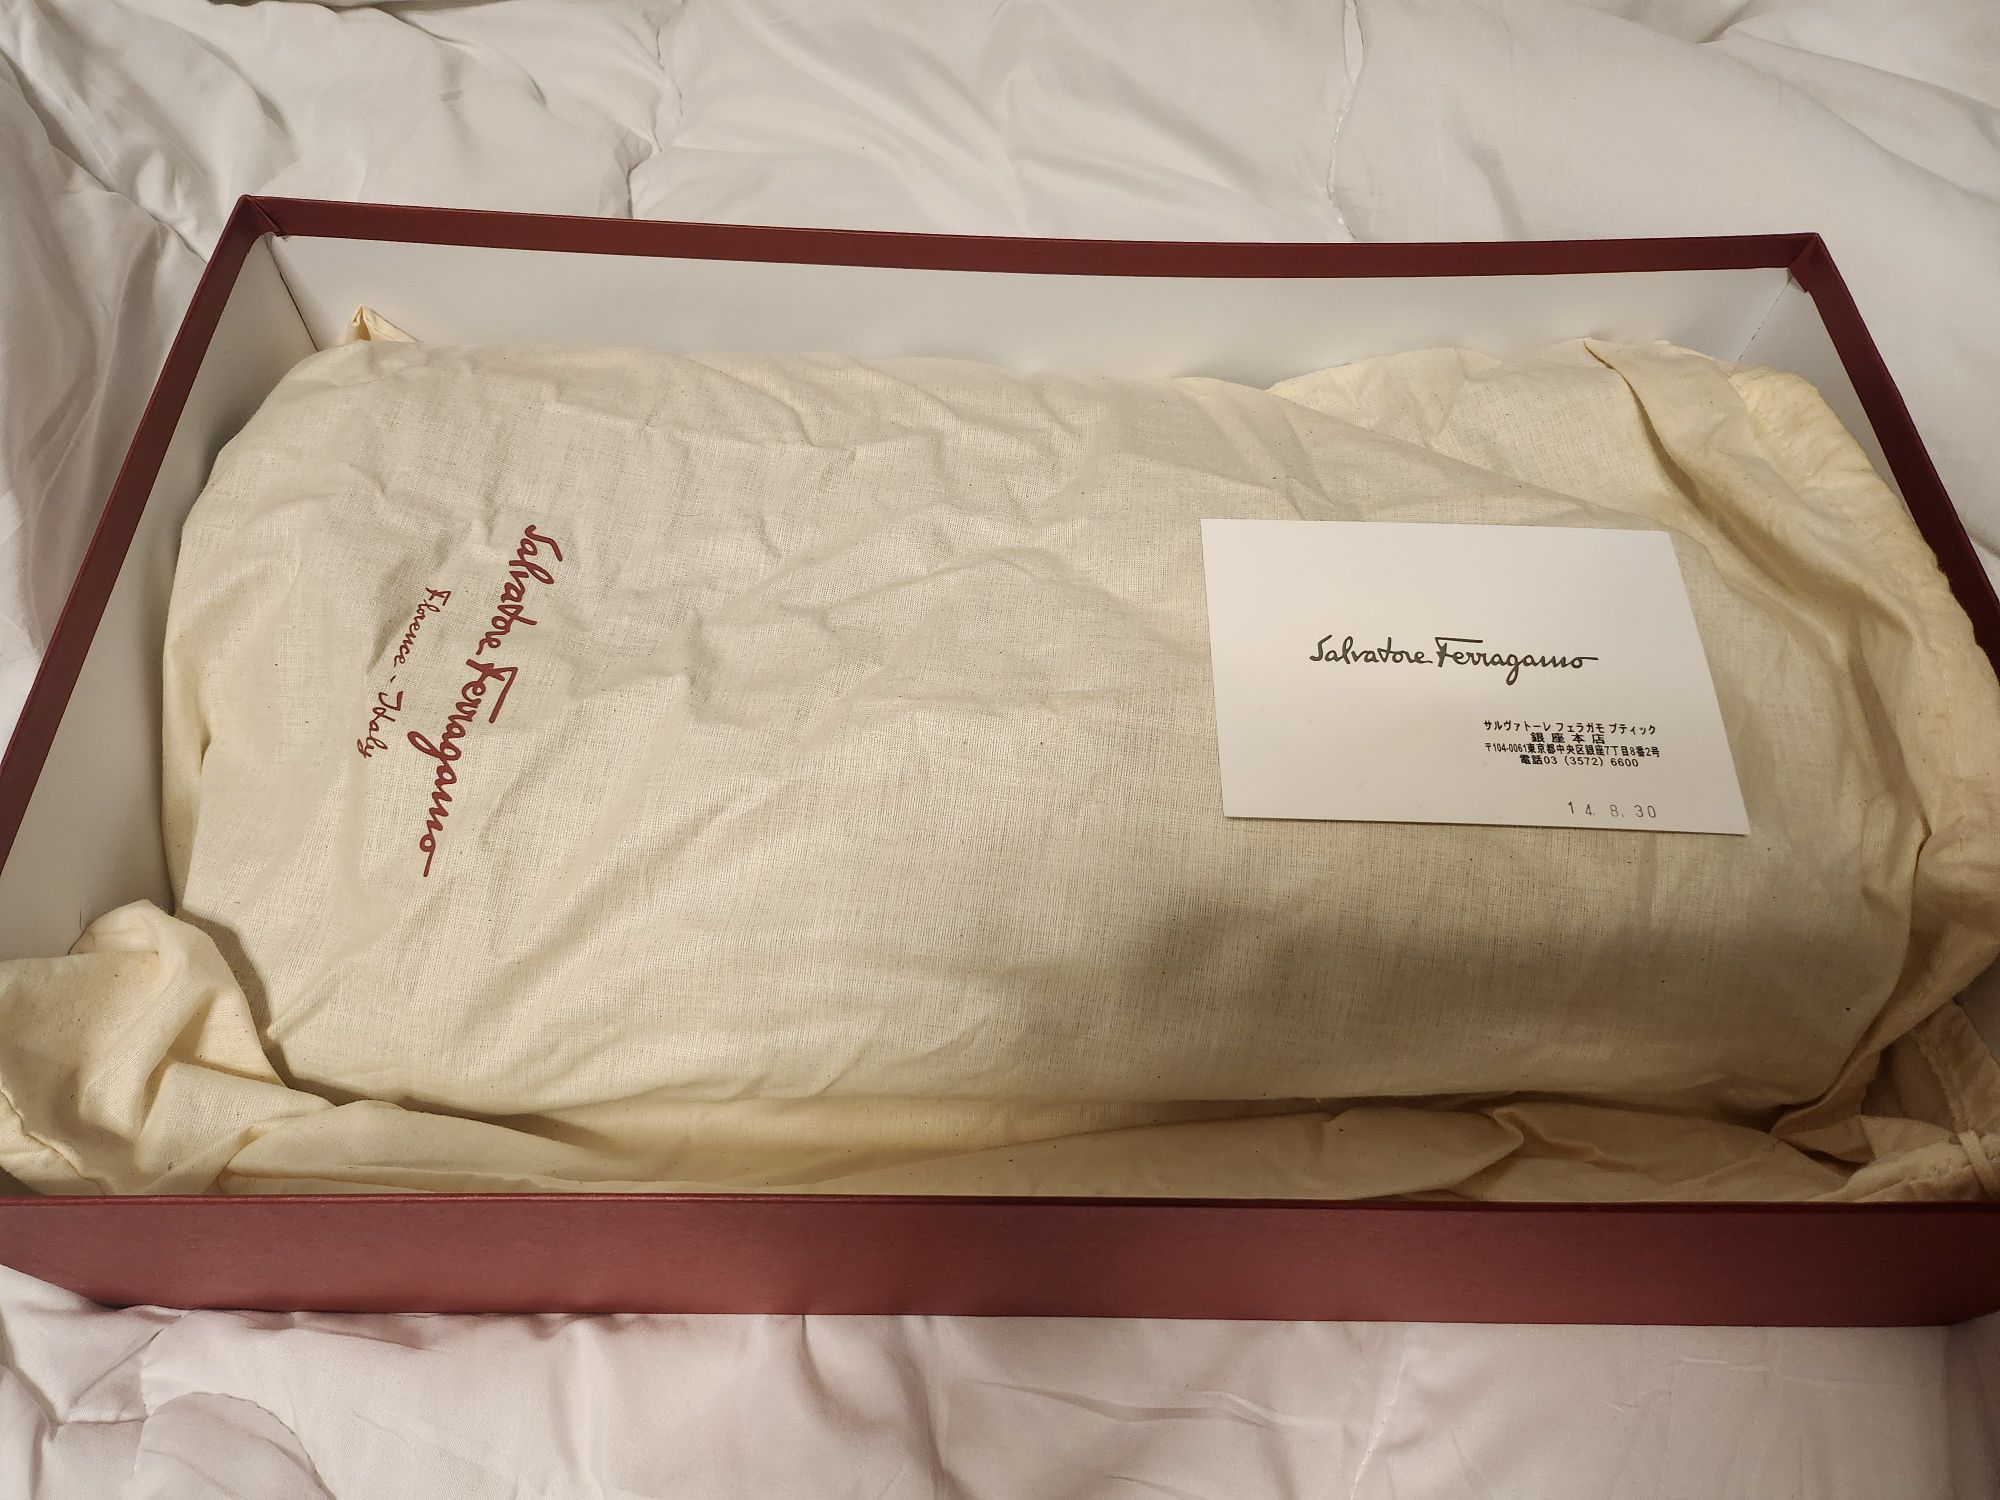 Salvatore Ferragamo
Florence - Italy
Salvatore Ferragamo
サルヴァトーレ フェラガモ ブティック
銀座本店
〒104-0061東京都中央区銀座7丁目8番2号
電話03 (3572) 6600
14. 8. 30